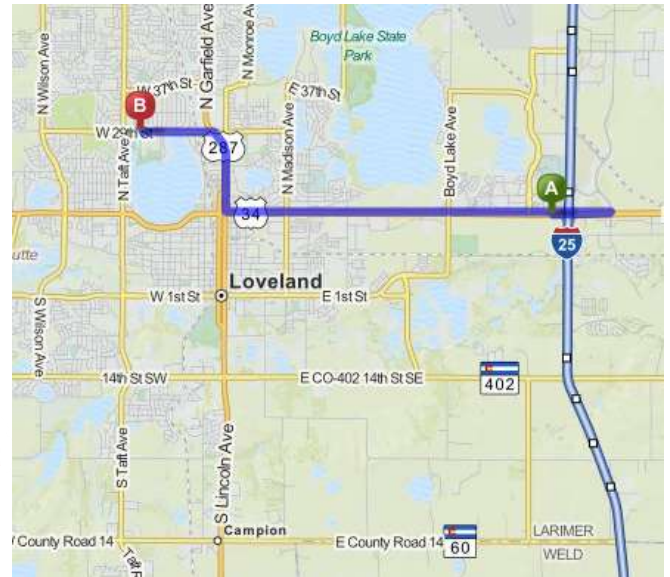 N Wilson Ave
W 37th St
N Garfield Ave
N Monroe Av
Boyd Lake State
Park
E 37th St
B
W 29th St
N Taft Ave
287
N Madison Ave
Boyd Lake Ave
A
34
25
utte
Loveland
W 1st St
E 1st St
S Wilson Ave
14th St SW
E CO-402 14th St SE
402
S Taft Ave
S Lincoln Ave
Campion
County Road 14
E County Road 14
60
LARIMER
WELD
Taft R